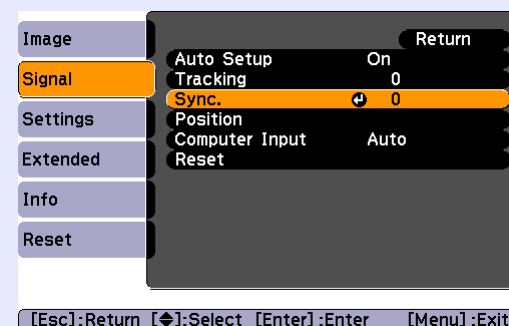 Image
Signal
Settings
Extended
Info
Reset
Return
Auto Setup On
Tracking 0
Sync. 0
Position
Computer Input Auto
Reset
[Esc]:Return [◆]:Select [Enter]:Enter [Menu]:Exit